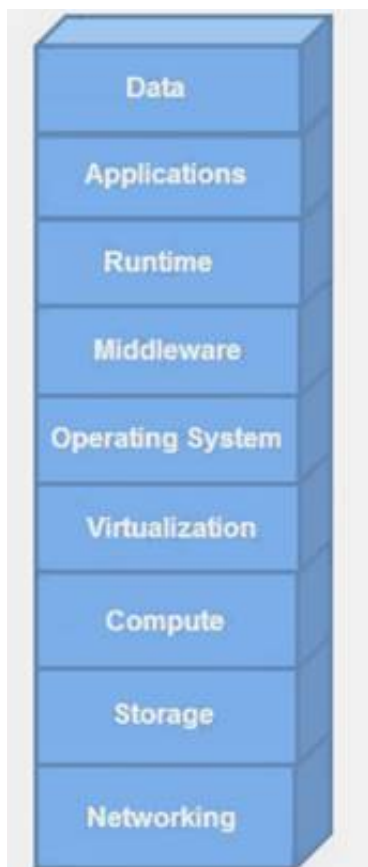 Data
Applications
Runtime
Middleware
Operating System
Virtualization
Compute
Storage
Networking